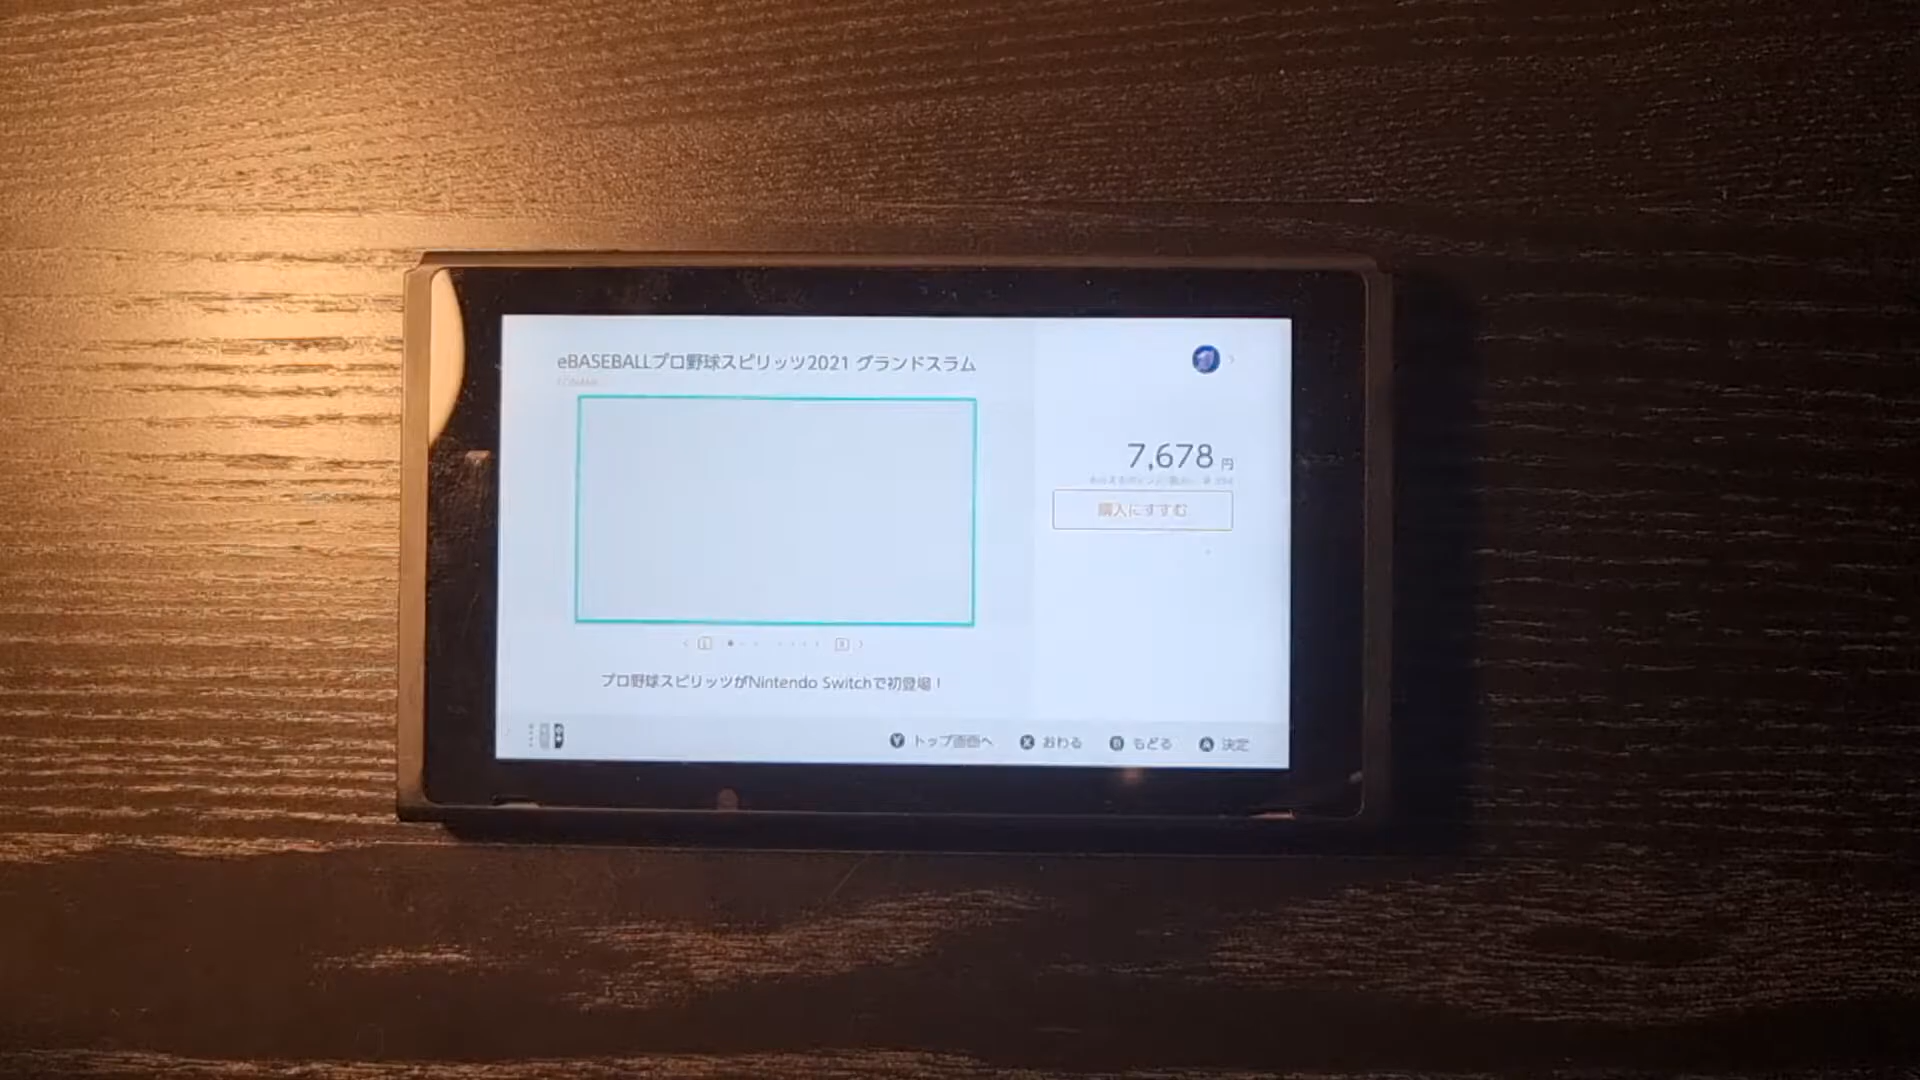 eBASEBALLプロ野球スピリッツ2021 グランドスラム
KONAMI
7,678 円
購入にすすむ
L
R
プロ野球スピリッツがNintendo Switchで初登場！
Y トップ画面へ X おわる B もどる A 決定